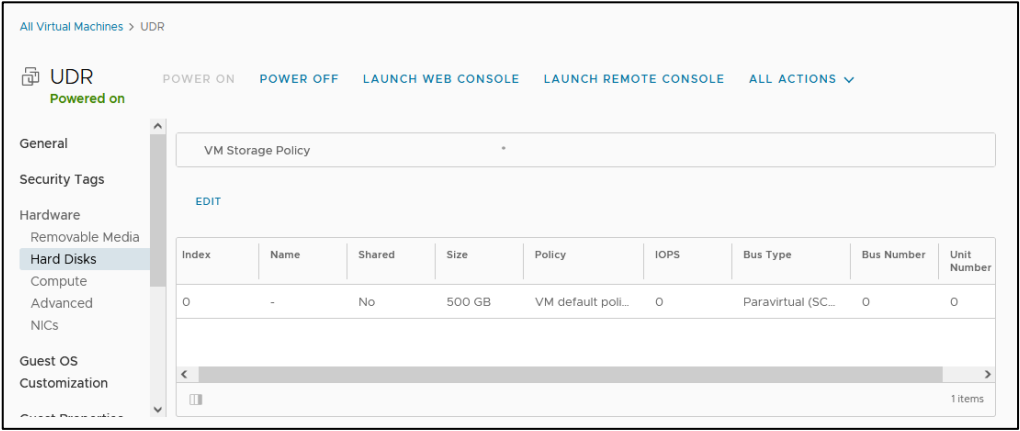 All Virtual Machines > UDR
UDR
Powered on
POWER ON POWER OFF LAUNCH WEB CONSOLE LAUNCH REMOTE CONSOLE ALL ACTIONS
General
Security Tags
Hardware
Removable Media
Hard Disks
Compute
Advanced
NICs
Guest OS
Customization
Guest Properties
VM Storage Policy *
EDIT
Index Name Shared Size Policy IOPS Bus Type Bus Number Unit Number
0 - No 500 GB VM default poli... 0 Paravirtual (SC... 0 0
1 items